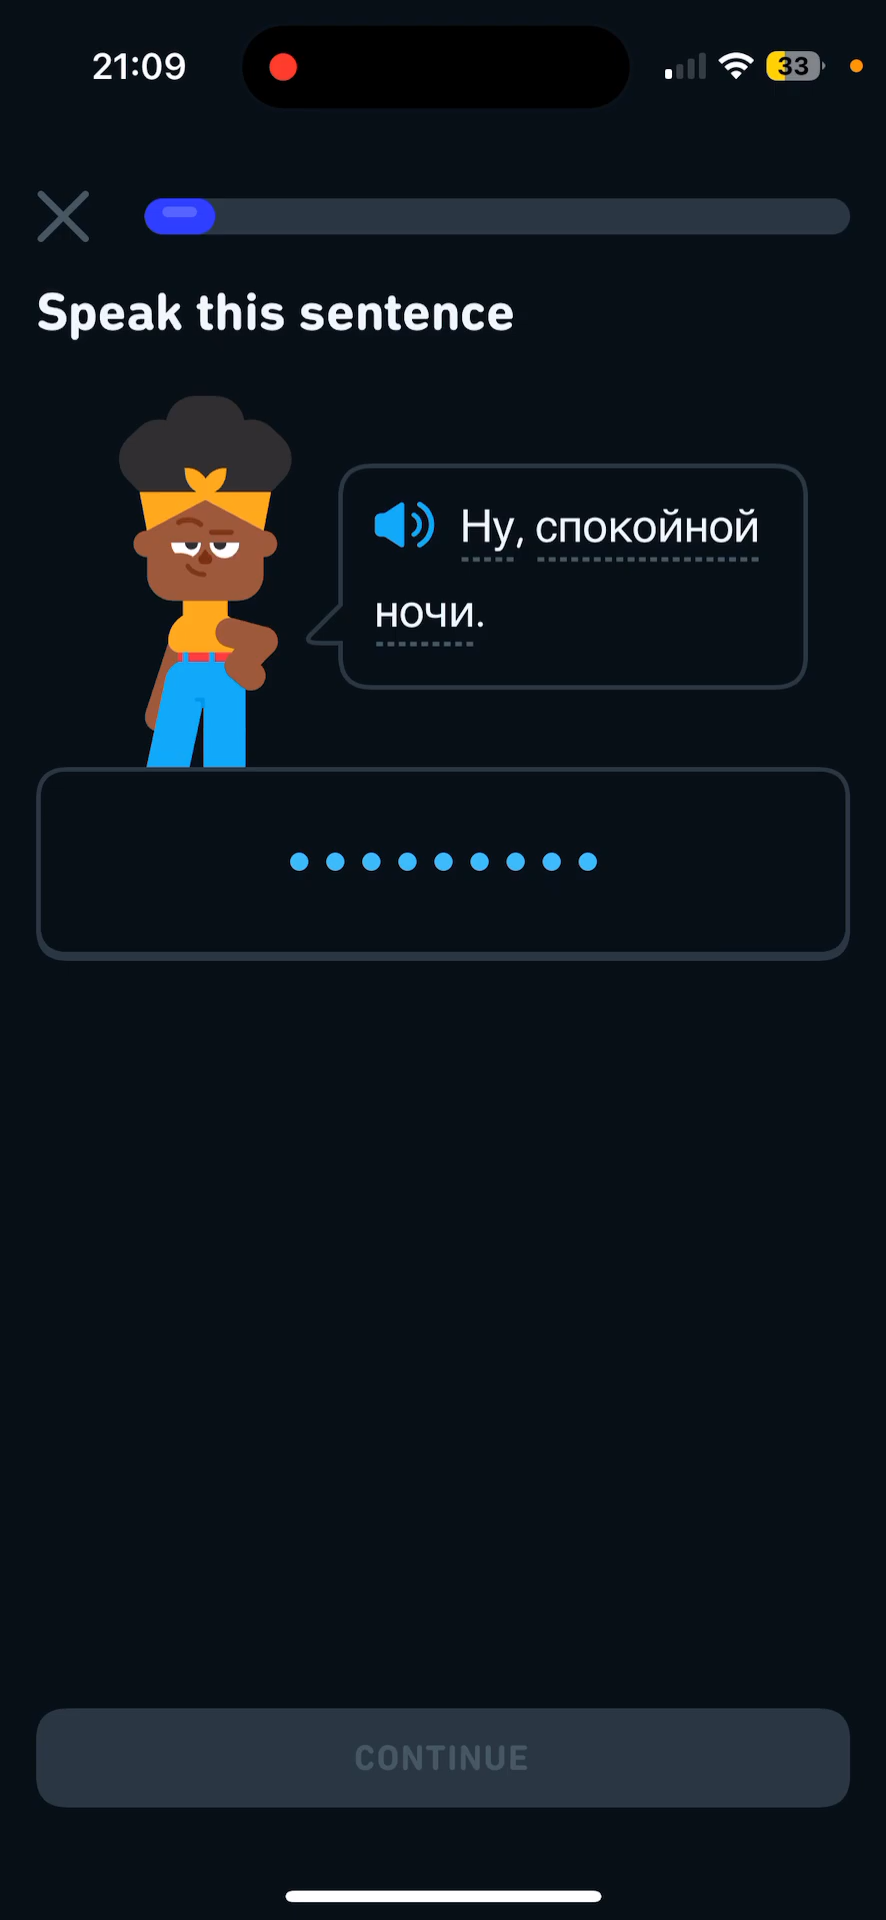 21:09
33
Speak this sentence
Ну, спокойной
ночи.
CONTINUE